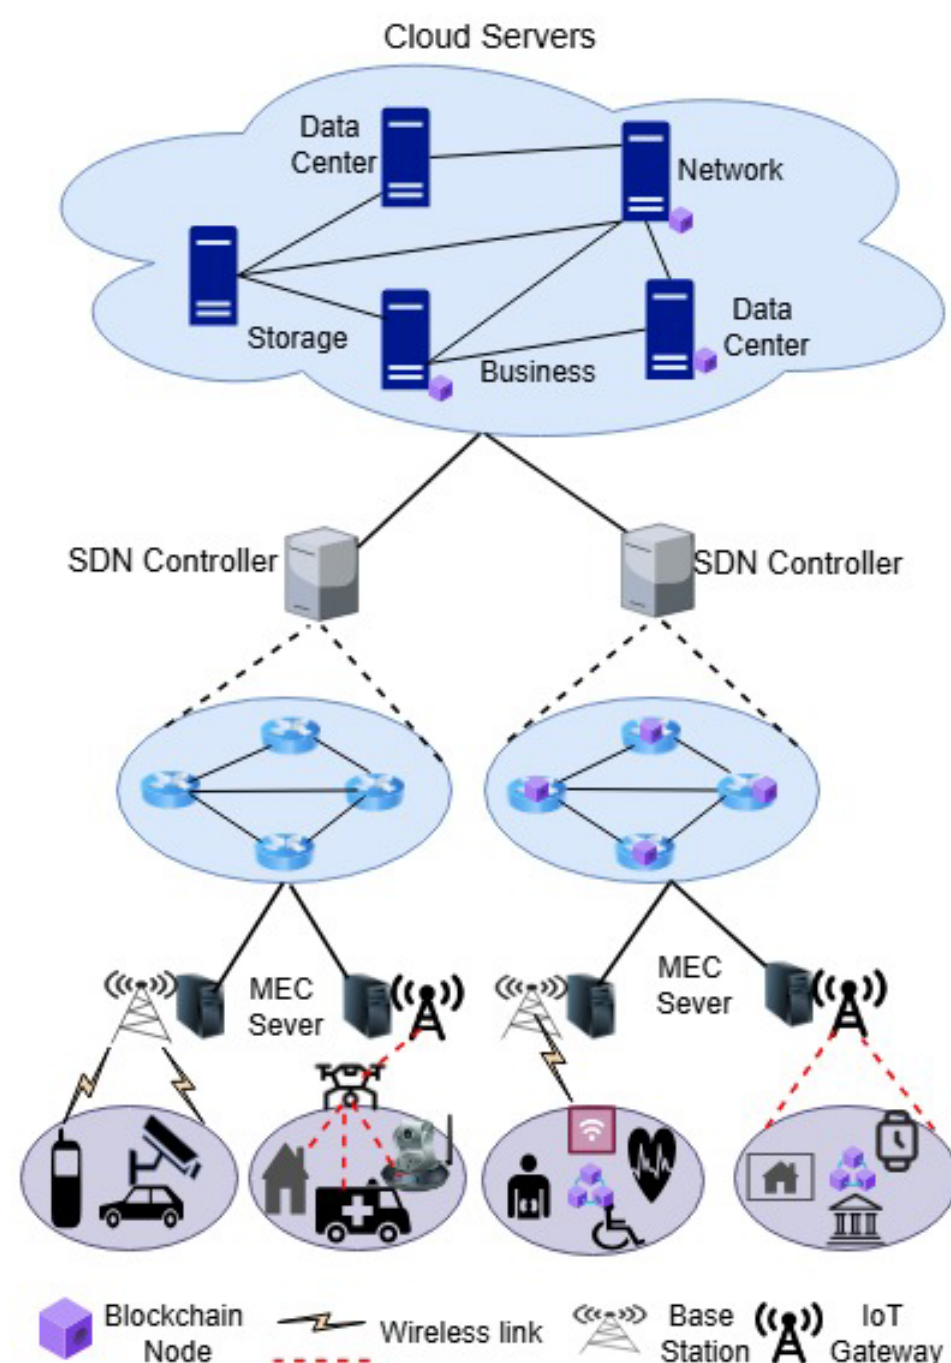 Cloud Servers
Data
Center
Network
Storage
Business
Data
Center
SDN Controller
SDN Controller
MEC
Sever
MEC
Sever
Blockchain
Node
Wireless link
Base
Station
IoT
Gateway